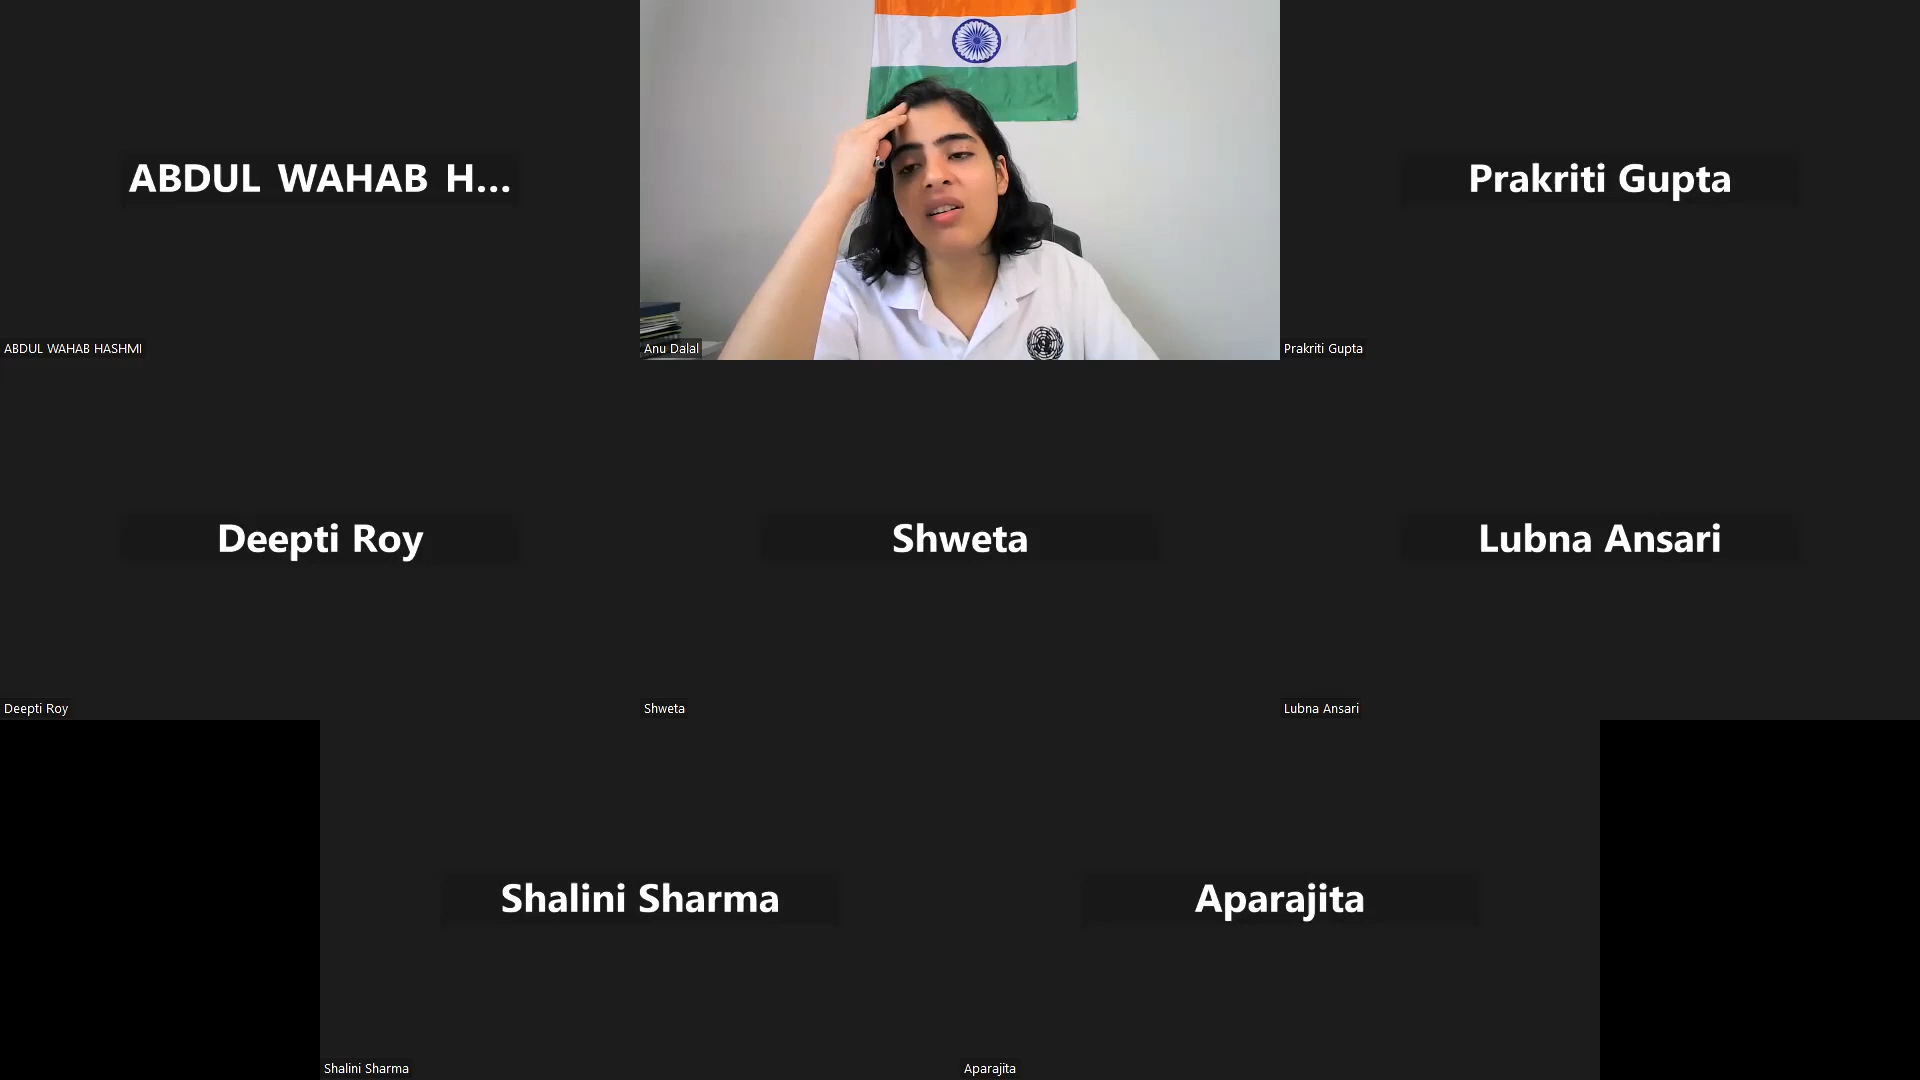 ABDUL WAHAB H...
Prakriti Gupta
ABDUL WAHAB HASHMI
Anu Dalal
Prakriti Gupta
Deepti Roy
Shweta
Lubna Ansari
Deepti Roy
Shweta
Lubna Ansari
Shalini Sharma
Aparajita
Shalini Sharma
Aparajita